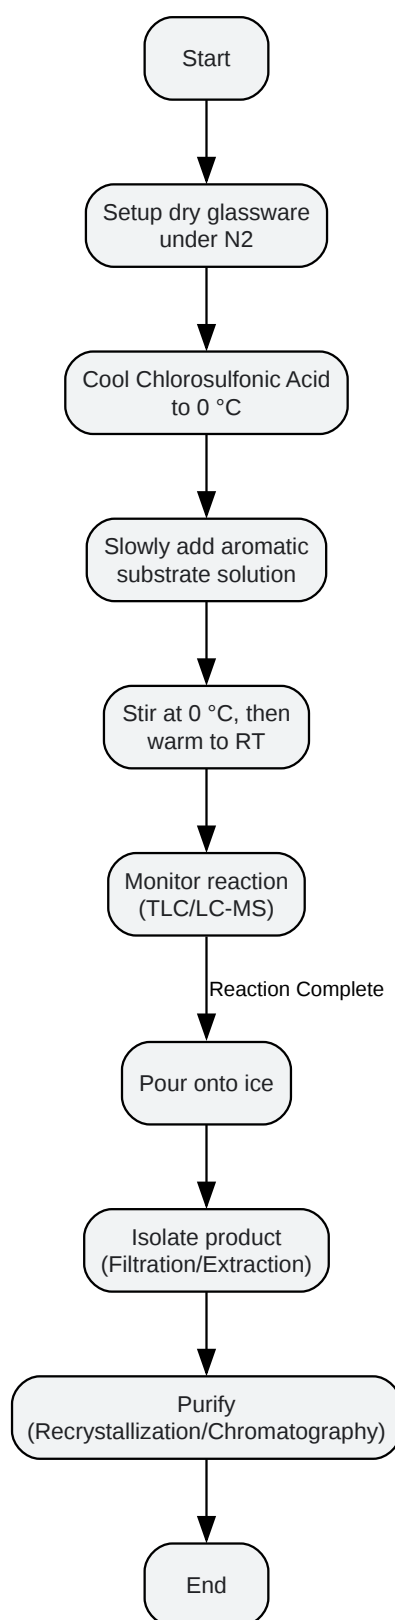 Start
Setup dry glassware
under N2
Cool Chlorosulfonic Acid
to 0 °C
Slowly add aromatic
substrate solution
Stir at 0 °C, then
warm to RT
Monitor reaction
(TLC/LC-MS)
Reaction Complete
Pour onto ice
Isolate product
(Filtration/Extraction)
Purify
(Recrystallization/Chromatography)
End